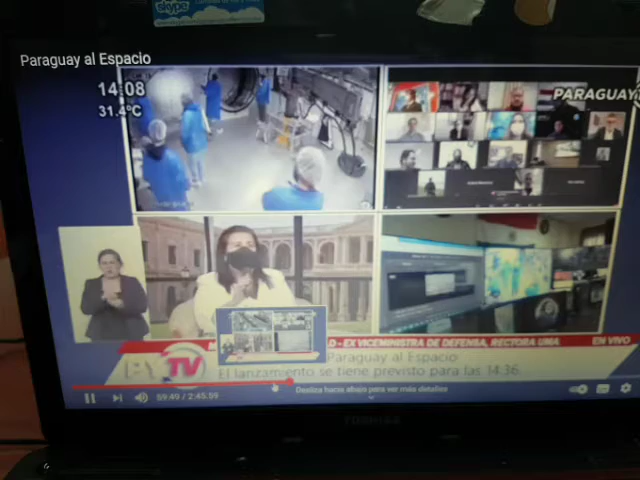 skype
Paraguay al Espacio
14:08
31.4°C
PARAGUAY
D - EX VICEMINISTRA DE DEFENSA, RECTORA UMA
EN VIVO
PY TV
Paraguay al Espacio
El lanzamiento se tiene previsto para las 14:36.
59:49 / 2:45:59
Desliza hacia abajo para ver más detalles
TOSHIBA